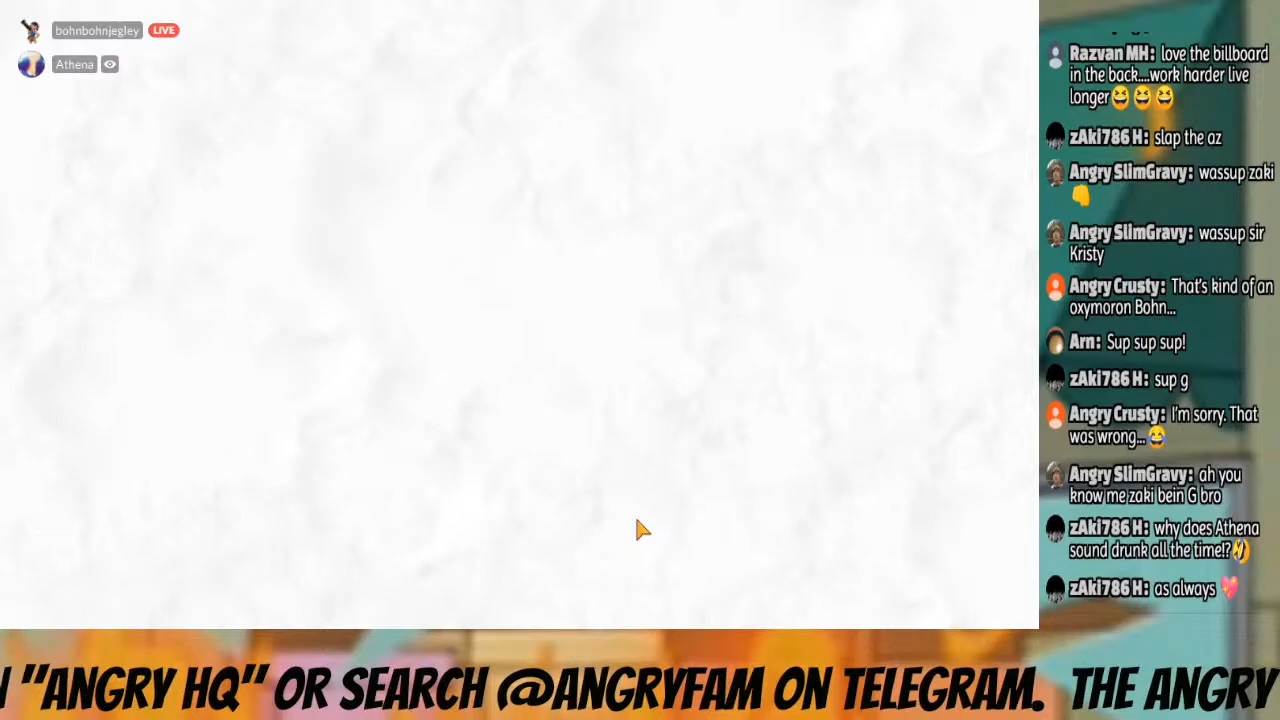 bohnbohnjegley LIVE
Athena
Razvan MH: love the billboard
in the back....work harder live
longer😆😆😆
zAki786 H: slap the az
Angry SlimGravy: wassup zaki
👊
Angry SlimGravy: wassup sir
Kristy
Angry Crusty: That's kind of an
oxymoron Bohn...
Arn: Sup sup sup!
zAki786 H: sup g
Angry Crusty: I'm sorry. That
was wrong...😂
Angry SlimGravy: ah you
know me zaki bein G bro
zAki786 H: why does Athena
sound drunk all the time!?🤣
zAki786 H: as always 💖
"ANGRY HQ" OR SEARCH @ANGRYFAM ON TELEGRAM. THE ANGRY